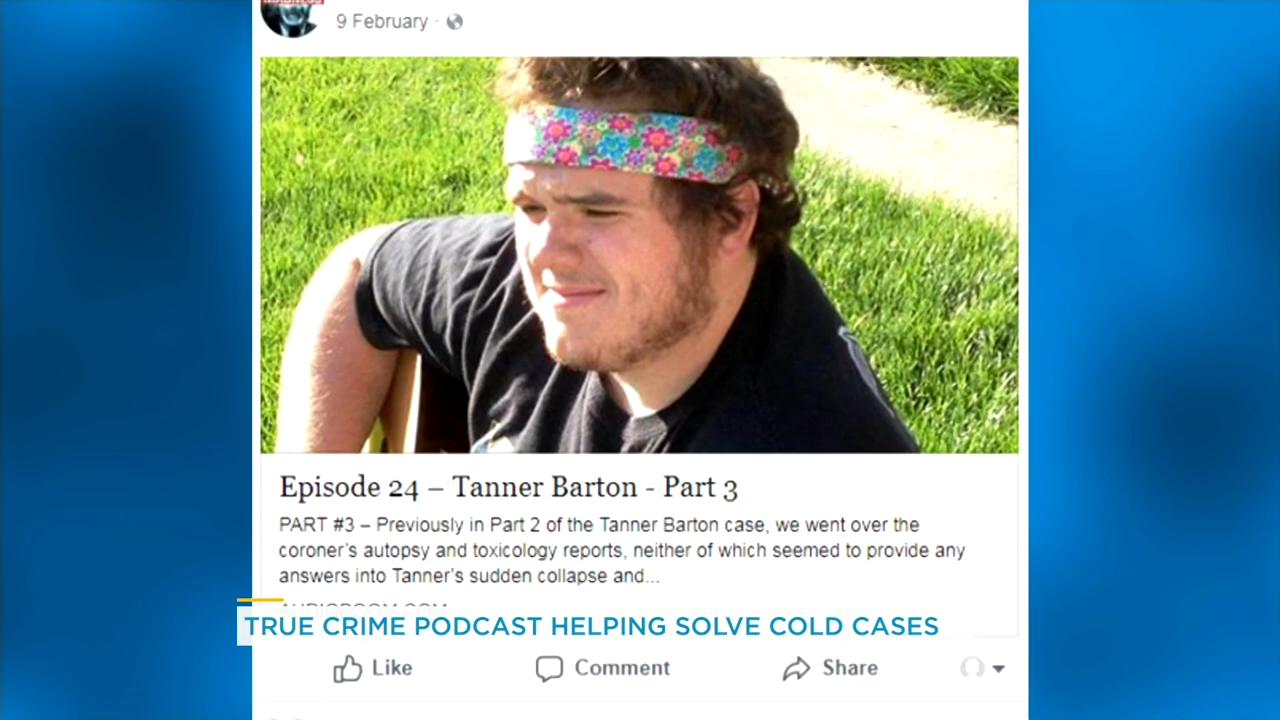 9 February ·
Episode 24 – Tanner Barton - Part 3
PART #3 – Previously in Part 2 of the Tanner Barton case, we went over the
coroner's autopsy and toxicology reports, neither of which seemed to provide any
answers into Tanner's sudden collapse and...
TRUE CRIME PODCAST HELPING SOLVE COLD CASES
Like
Comment
Share